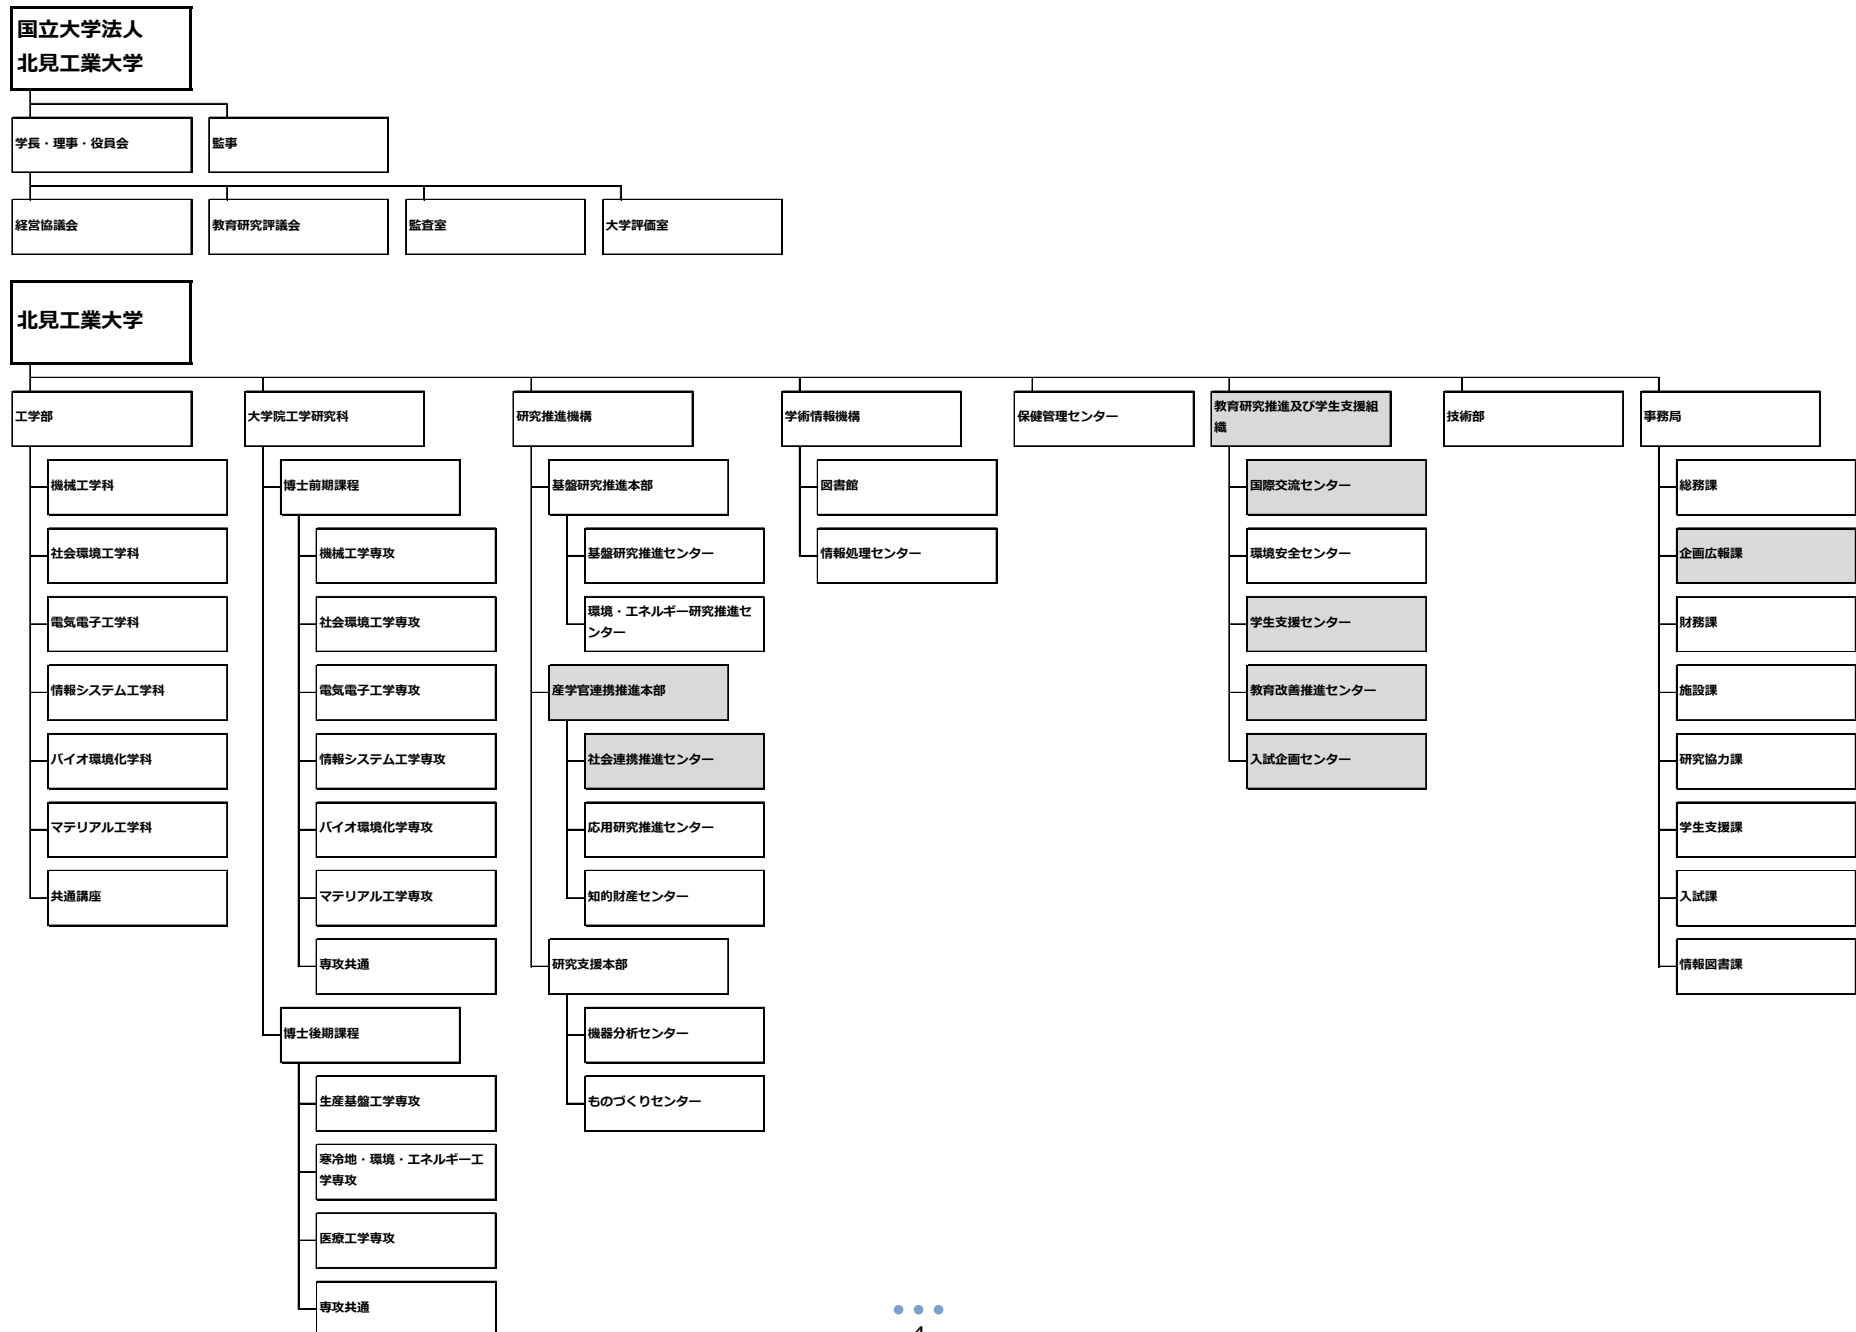 国立大学法人
北見工業大学
学長・理事・役員会
監事
経営協議会
教育研究評議会
監査室
大学評価室
北見工業大学
工学部
機械工学科
社会環境工学科
電気電子工学科
情報システム工学科
バイオ環境化学科
マテリアル工学科
共通講座
大学院工学研究科
博士前期課程
機械工学専攻
社会環境工学専攻
電気電子工学専攻
情報システム工学専攻
バイオ環境化学専攻
マテリアル工学専攻
専攻共通
博士後期課程
生産基盤工学専攻
寒冷地・環境・エネルギー工
学専攻
医療工学専攻
専攻共通
研究推進機構
基盤研究推進本部
基盤研究推進センター
環境・エネルギー研究推進セ
ンター
産学官連携推進本部
社会連携推進センター
応用研究推進センター
知的財産センター
研究支援本部
機器分析センター
ものづくりセンター
学術情報機構
図書館
情報処理センター
保健管理センター
教育研究推進及び学生支援組
織
国際交流センター
環境安全センター
学生支援センター
教育改善推進センター
入試企画センター
技術部
事務局
総務課
企画広報課
財務課
施設課
研究協力課
学生支援課
入試課
情報図書課